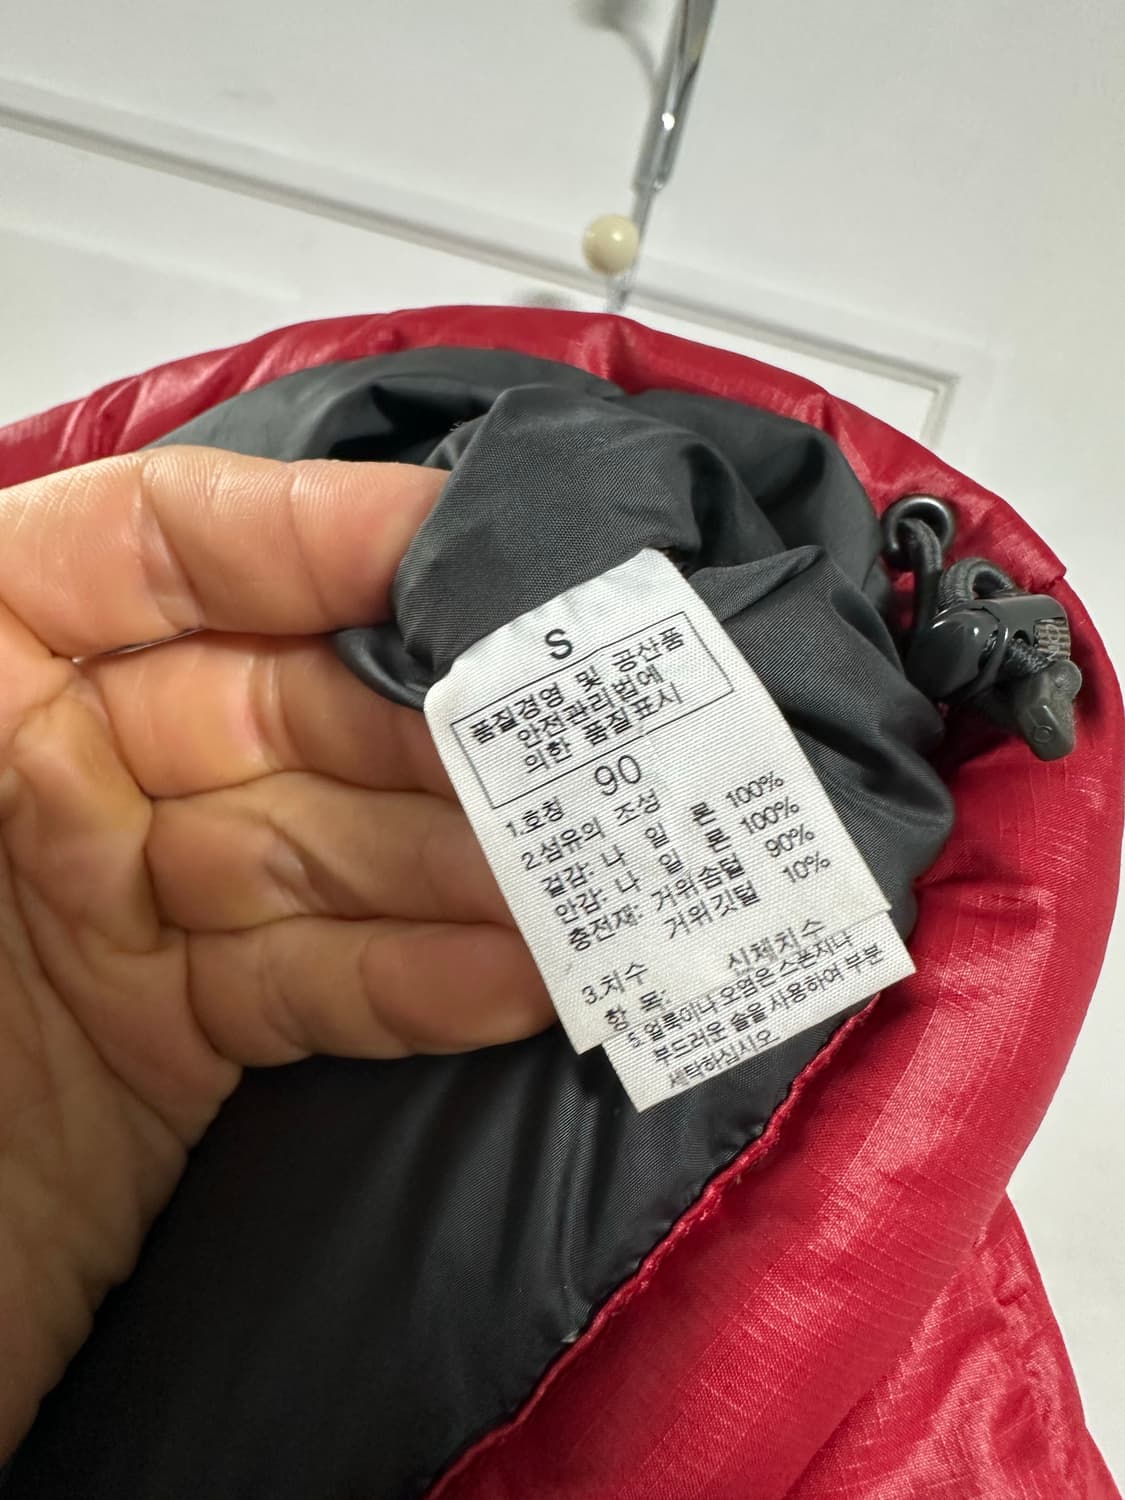 S
품질경영 및 공산품
안전관리법에
의한 품질표시
1.호칭 90
2.섬유의 조성
겉감: 나 일 론 100%
안감: 나 일 론 100%
충전재: 거위솜털 90%
거위깃털 10%
3.치수 신체치수
항 목:
5.얼룩이나 오염은 스폰지나
부드러운 솔을 사용하여 부분
세탁하십시오